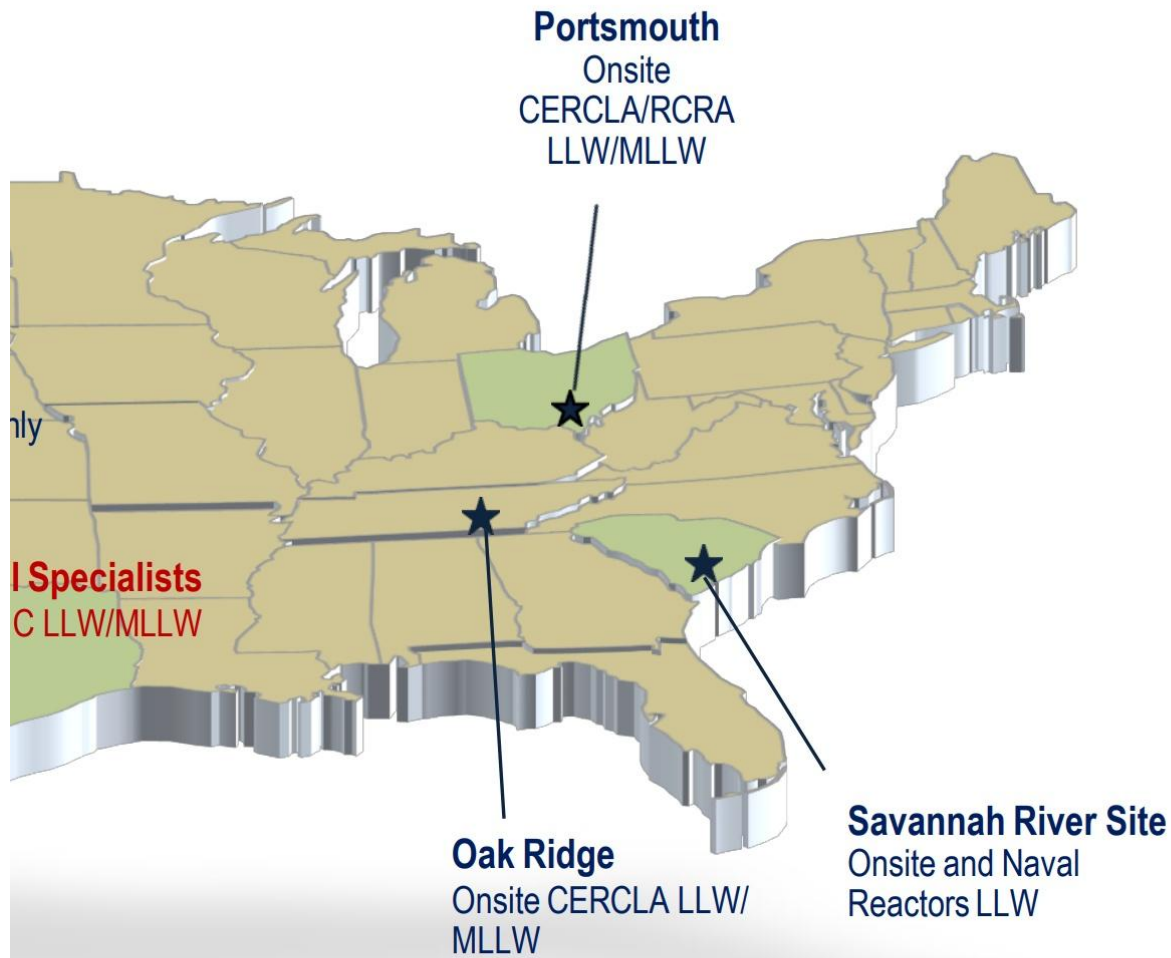 Portsmouth
Onsite
CERCLA/RCRA
LLW/MLLW
Specialists
C LLW/MLLW
Oak Ridge
Onsite CERCLA LLW/
MLLW
Savannah River Site
Onsite and Naval
Reactors LLW